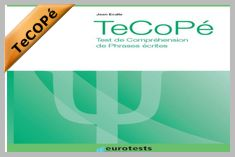 TeCOPé
Jean Ecalle
TeCoPé
Test de Compréhension
de Phrases écrites
eurotests